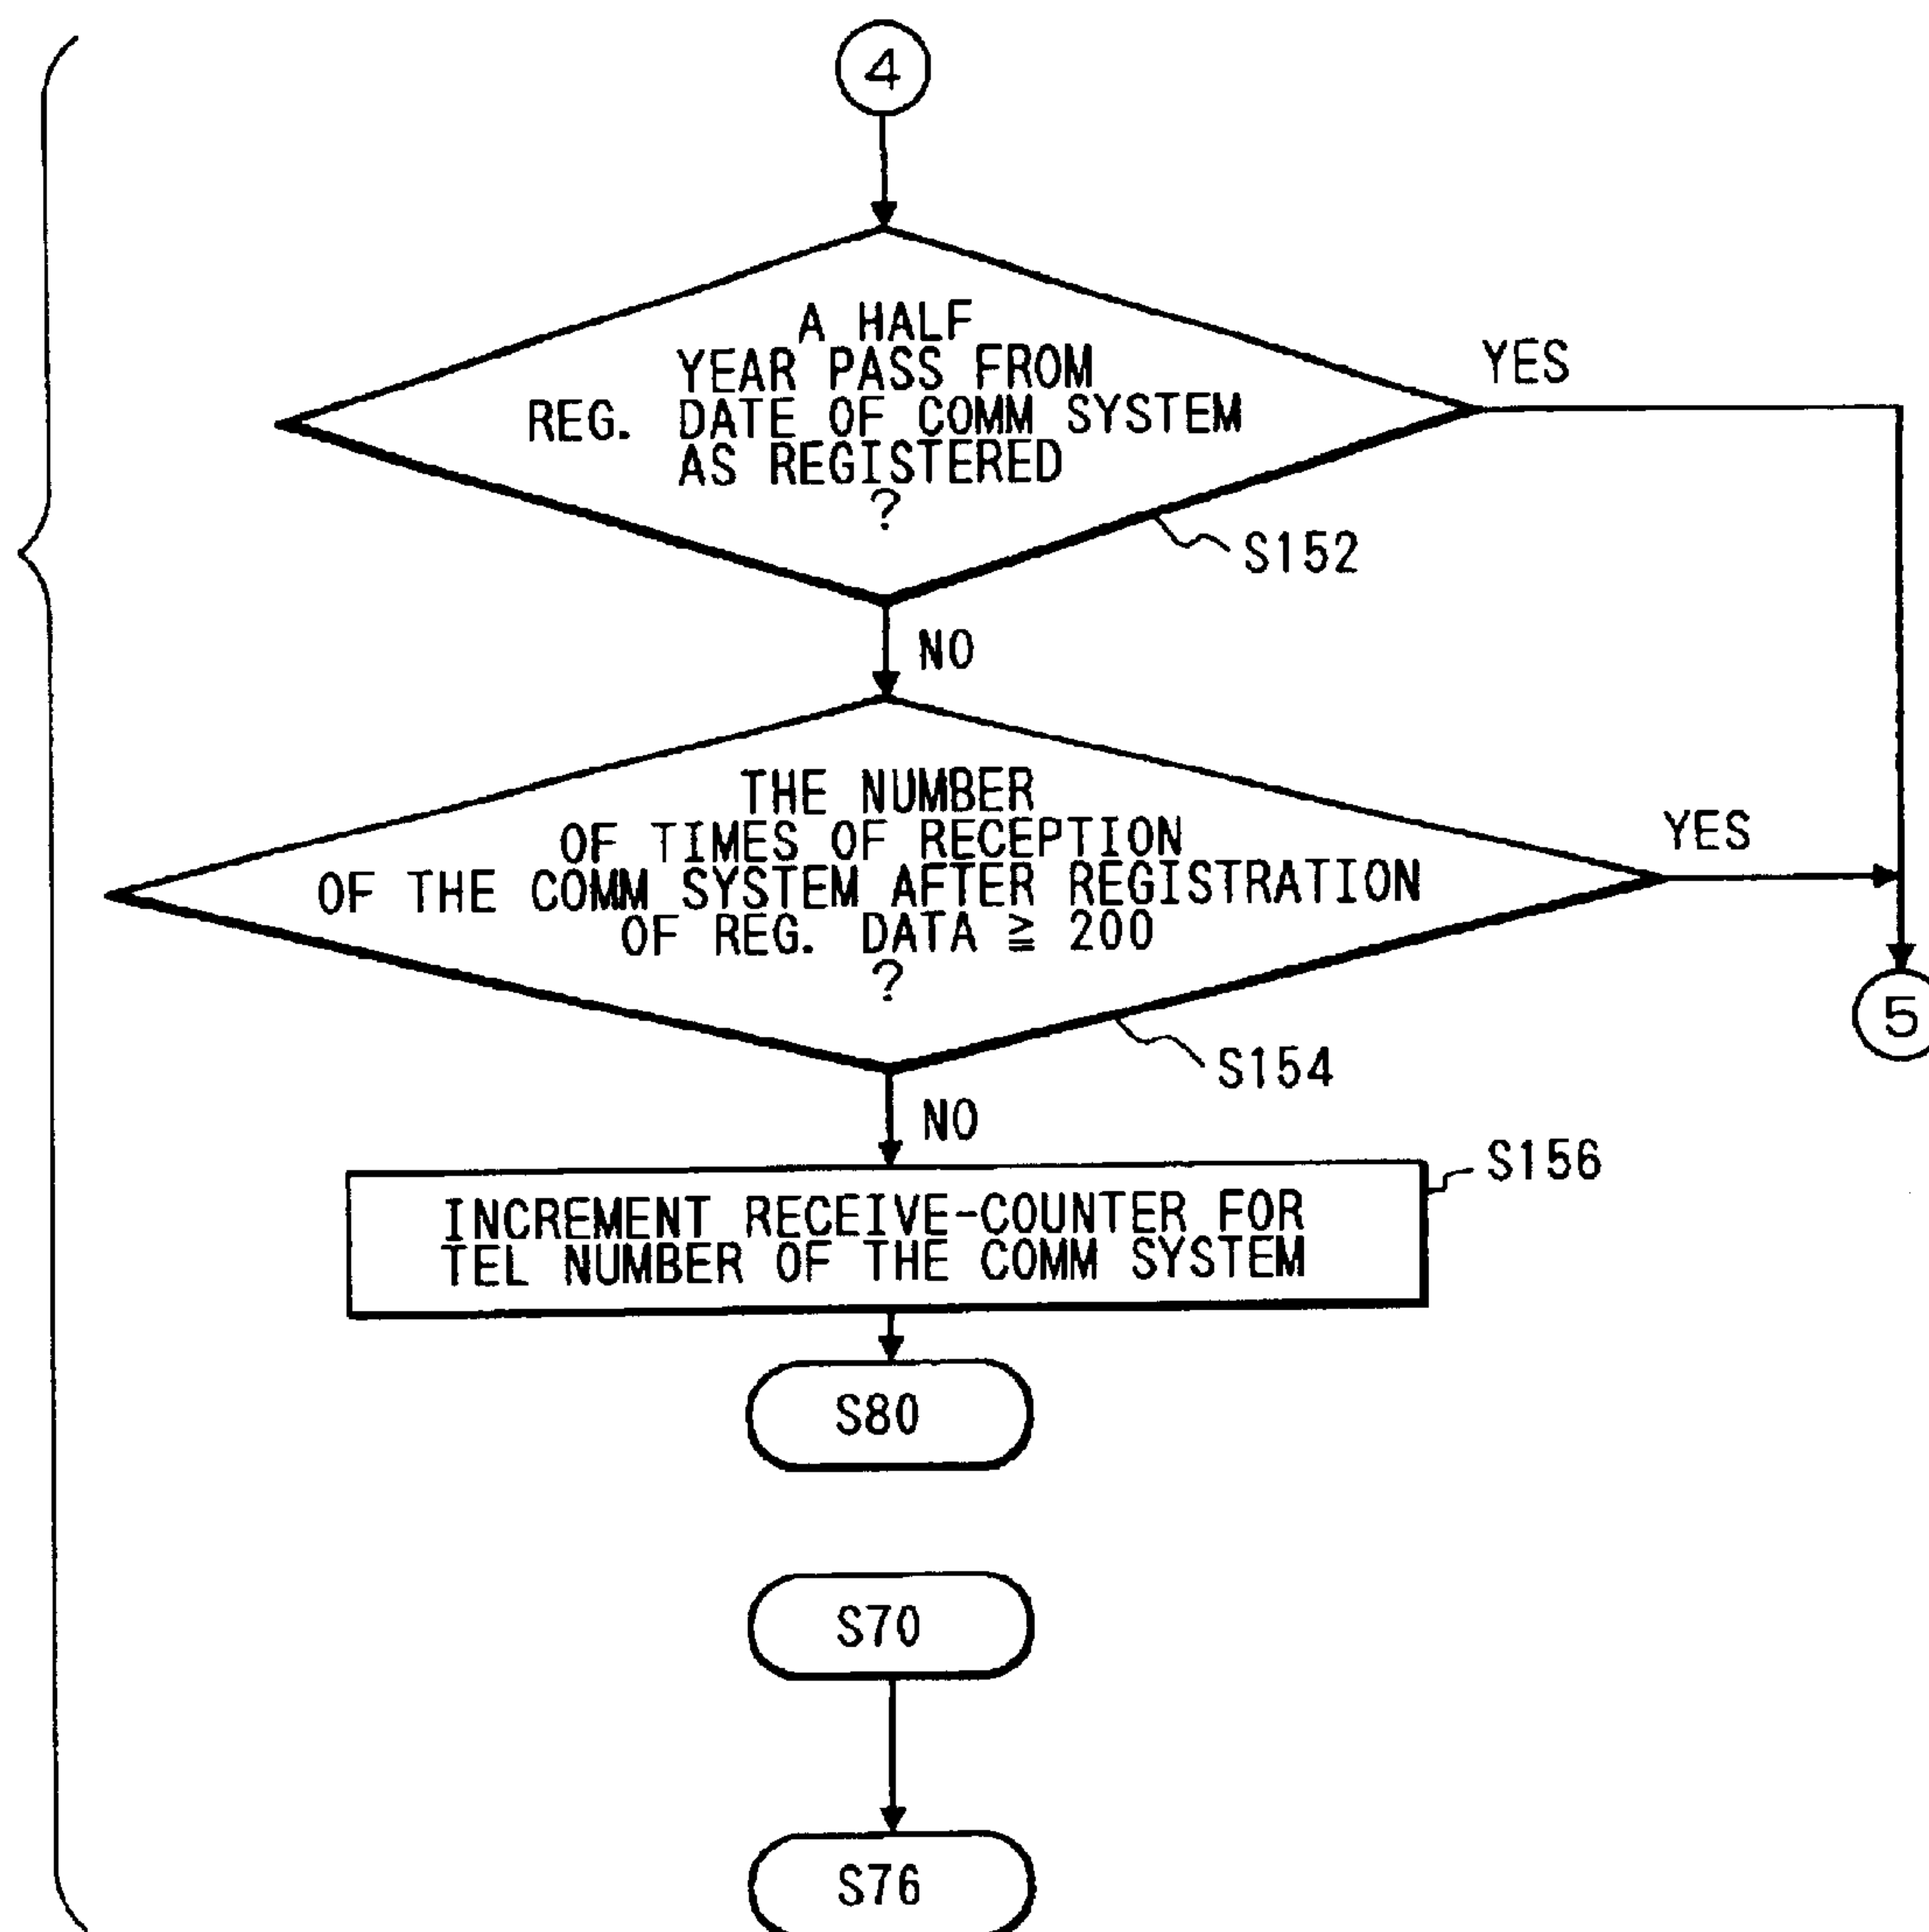 4
A HALF
YEAR PASS FROM
REG. DATE OF COMM SYSTEM
AS REGISTERED
?
YES
S152
NO
THE NUMBER
OF TIMES OF RECEPTION
OF THE COMM SYSTEM AFTER REGISTRATION
OF REG. DATA ≧ 200
?
YES
S154
5
NO
S156
INCREMENT RECEIVE-COUNTER FOR
TEL NUMBER OF THE COMM SYSTEM
S80
S70
S76